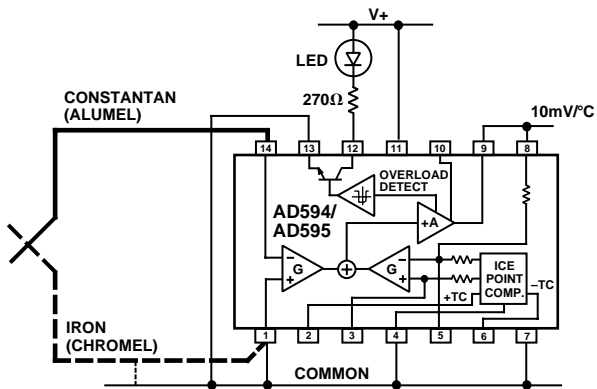 V+
LED
270Ω
CONSTANTAN
(ALUMEL)
10mV/°C
14
13
12
11
10
9
8
OVERLOAD
DETECT
AD594/
AD595
+A
–
+
G
–
+
G
ICE
POINT
COMP.
+TC
–TC
IRON
(CHROMEL)
1
2
3
4
5
6
7
COMMON